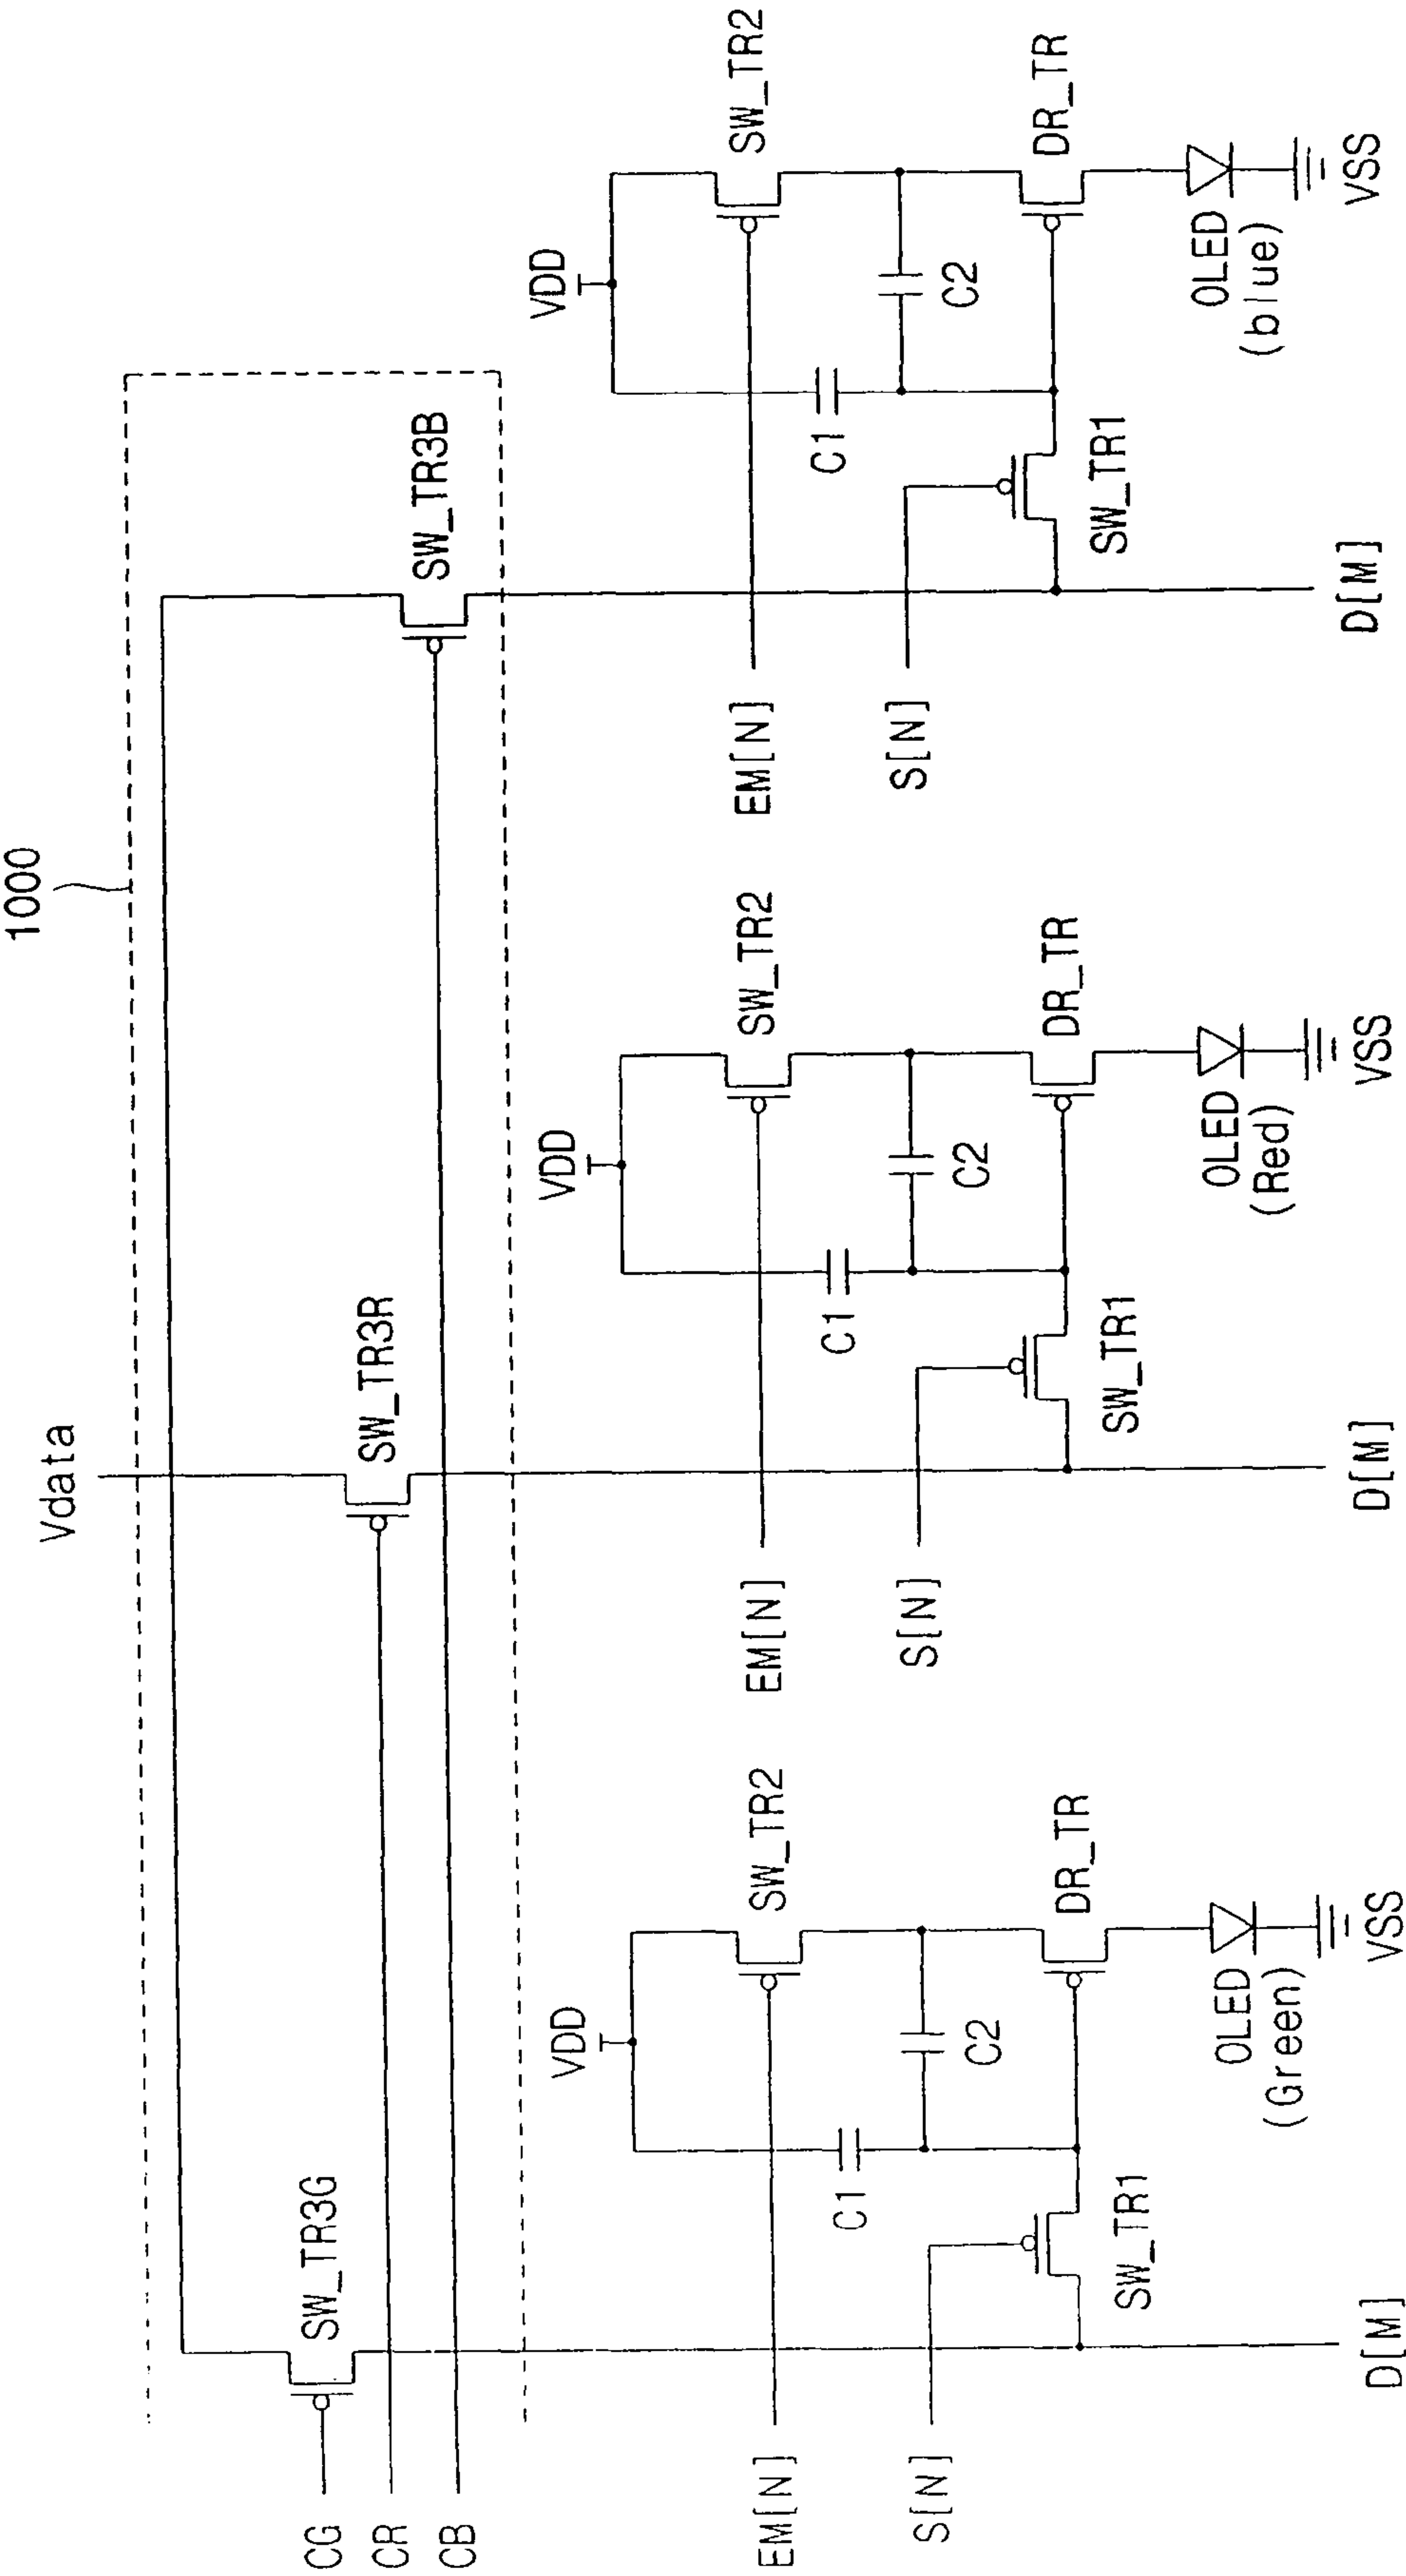 1000
Vdata
CG
CR
CB
SW_TR3G
SW_TR3R
SW_TR3B
VDD
SW_TR2
EM[N]
C1
C2
S[N]
SW_TR1
DR_TR
OLED
(Green)
VSS
D[M]
VDD
SW_TR2
EM[N]
C1
C2
S[N]
SW_TR1
DR_TR
OLED
(Red)
VSS
D[M]
VDD
SW_TR2
EM[N]
C1
C2
S[N]
SW_TR1
DR_TR
OLED
(blue)
VSS
D[M]